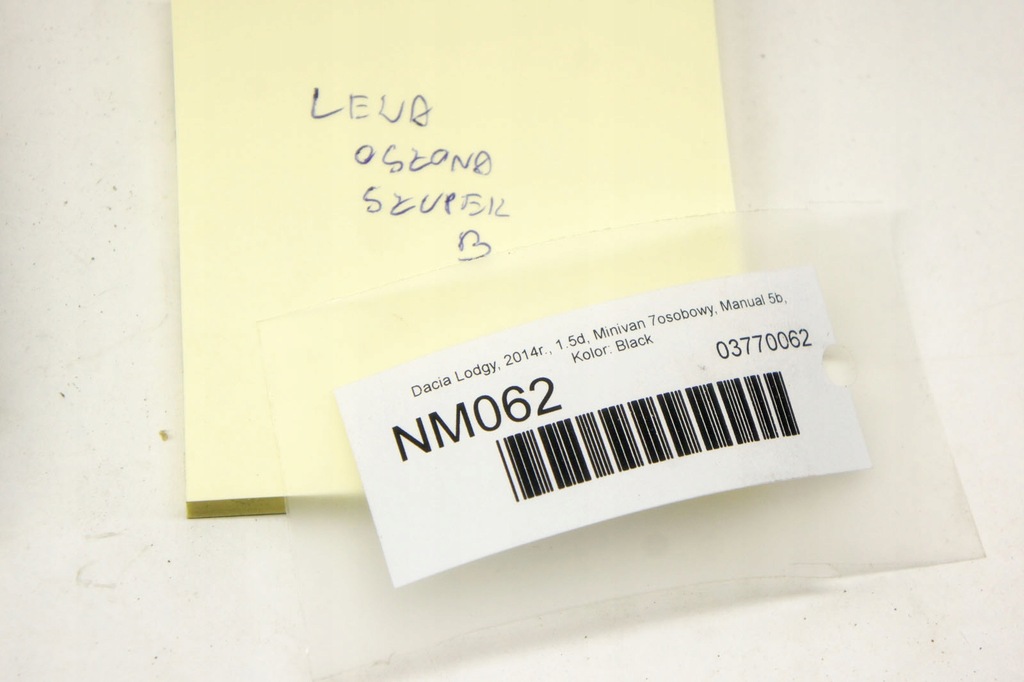 LEWA
OSŁONA
SŁUPEK
B
Dacia Lodgy, 2014r., 1.5d, Minivan 7osobowy, Manual 5b,
Kolor: Black
03770062
NM062